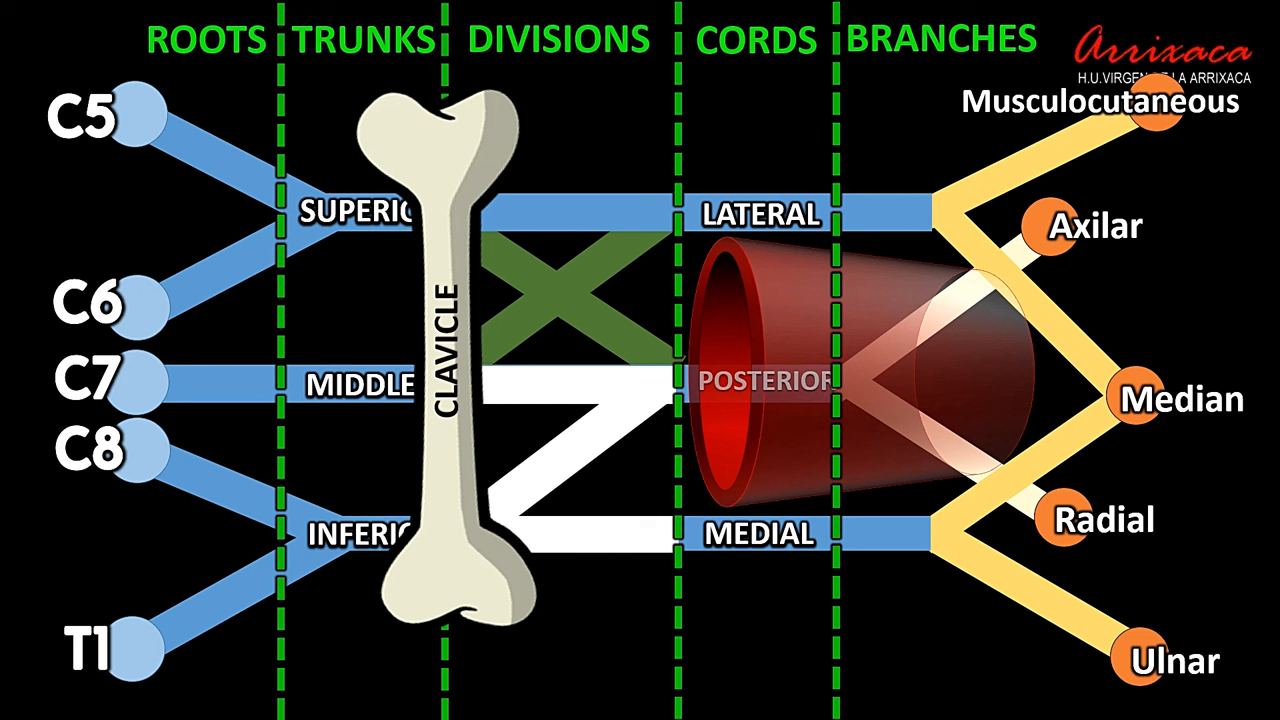 ROOTS TRUNKS DIVISIONS CORDS BRANCHES
Arrixaca
H.U.VIRGEN DE LA ARRIXACA
C5
Musculocutaneous
SUPERIO
LATERAL
Axilar
C6
C7
CLAVICLE
MIDDLE
POSTERIOR
Median
C8
INFERIO
MEDIAL
Radial
T1
Ulnar